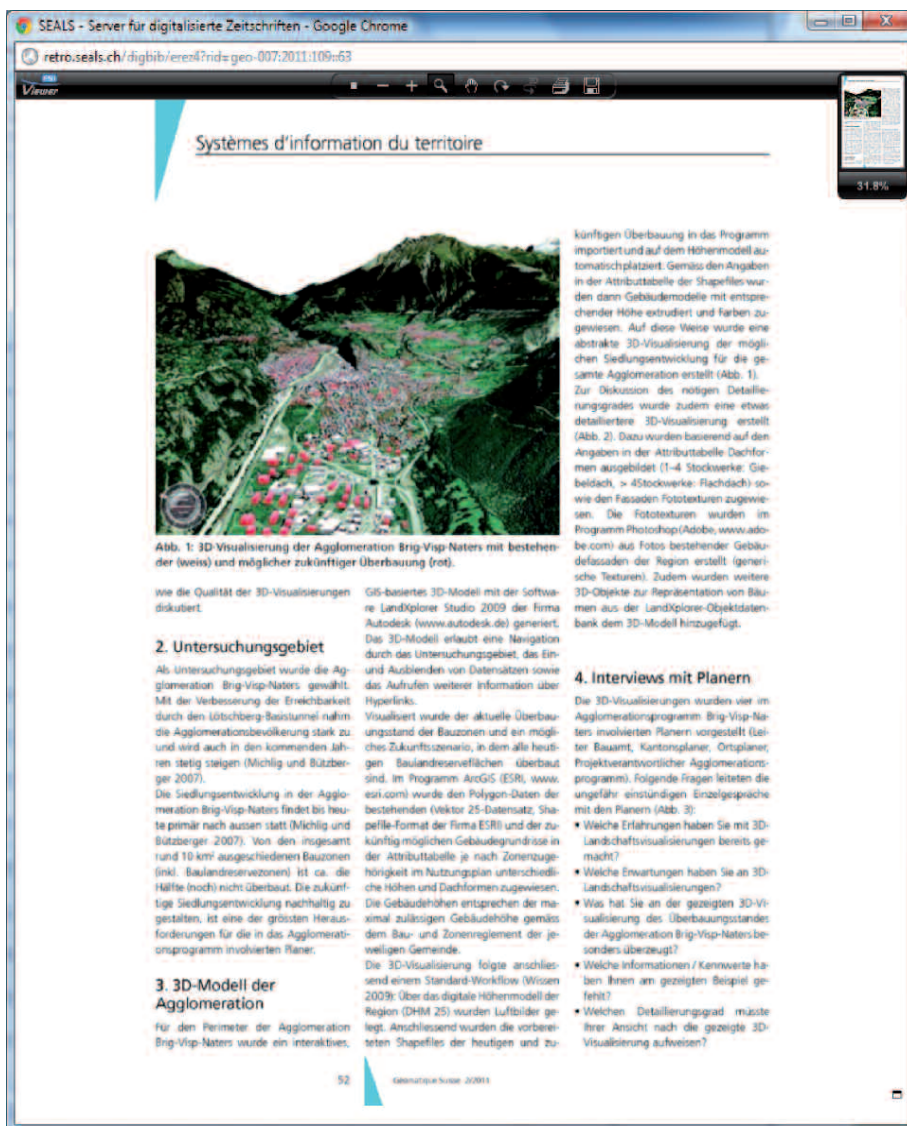 SEALS - Server für digitalisierte Zeitschriften - Google Chrome
retro.seals.ch/digbib/erez4?rid=geo-007:2011:109::63
Viewer
31.8%
Systèmes d'information du territoire
Abb. 1: 3D-Visualisierung der Agglomeration Brig-Visp-Naters mit bestehen-
der (weiss) und möglicher zukünftiger Überbauung (rot).
wie die Qualität der 3D-Visualisierungen
diskutiert.
2. Untersuchungsgebiet
Als Untersuchungsgebiet wurde die Ag-
glomeration Brig-Visp-Naters gewählt.
Mit der Verbesserung der Erreichbarkeit
durch den Lötschberg-Basistunnel nahm
die Agglomerationsbevölkerung stark zu
und wird auch in den kommenden Jah-
ren stetig steigen (Michlig und Bützber-
ger 2007).
Die Siedlungsentwicklung in der Agglo-
meration Brig-Visp-Naters findet bis heu-
te primär nach aussen statt (Michlig und
Bützberger 2007). Von den insgesamt
rund 10 km² ausgeschiedenen Bauzonen
(inkl. Baulandreservezonen) ist ca. die
Hälfte (noch) nicht überbaut. Die zukünf-
tige Siedlungsentwicklung nachhaltig zu
gestalten, ist eine der grössten Heraus-
forderungen für die in das Agglomerati-
onsprogramm involvierten Planer.
3. 3D-Modell der
Agglomeration
Für den Perimeter der Agglomeration
Brig-Visp-Naters wurde ein interaktives,
GIS-basiertes 3D-Modell mit der Softwa-
re LandXplorer Studio 2009 der Firma
Autodesk (www.autodesk.de) generiert.
Das 3D-Modell erlaubt eine Navigation
durch das Untersuchungsgebiet, das Ein-
und Ausblenden von Datensätzen sowie
das Aufrufen weiterer Information über
Hyperlinks.
Visualisiert wurde der aktuelle Überbau-
ungsstand der Bauzonen und ein mögli-
ches Zukunftsszenario, in dem alle heuti-
gen Baulandreserveflächen überbaut
sind. Im Programm ArcGIS (ESRI, www.
esri.com) wurde den Polygon-Daten der
bestehenden (Vektor 25-Datensatz, Sha-
pefile-Format der Firma ESRI) und der zu-
künftig möglichen Gebäudegrundrisse in
der Attributtabelle je nach Zonenzuge-
hörigkeit im Nutzungsplan unterschiedli-
che Höhen und Dachformen zugewiesen.
Die Gebäudehöhen entsprechen der ma-
ximal zulässigen Gebäudehöhe gemäss
dem Bau- und Zonenreglement der je-
weiligen Gemeinde.
Die 3D-Visualisierung folgte anschlies-
send einem Standard-Workflow (Wissen
2009): Über das digitale Höhenmodell der
Region (DHM 25) wurden Luftbilder ge-
legt. Anschliessend wurden die vorberei-
teten Shapefiles der heutigen und zu-
künftigen Überbauung in das Programm
importiert und auf dem Höhenmodell au-
tomatisch platziert. Gemäss den Angaben
in der Attributtabelle der Shapefiles wur-
den dann Gebäudemodelle mit entspre-
chender Höhe extrudiert und Farben zu-
gewiesen. Auf diese Weise wurde eine
abstrakte 3D-Visualisierung der mögli-
chen Siedlungsentwicklung für die ge-
samte Agglomeration erstellt (Abb. 1).
Zur Diskussion des nötigen Detaillie-
rungsgrades wurde zudem eine etwas
detailliertere 3D-Visualisierung erstellt
(Abb. 2). Dazu wurden basierend auf den
Angaben in der Attributtabelle Dachfor-
men ausgebildet (1–4 Stockwerke: Gie-
beldach, > 4Stockwerke: Flachdach) so-
wie den Fassaden Fototexturen zugewie-
sen. Die Fototexturen wurden im
Programm Photoshop (Adobe, www.ado-
be.com) aus Fotos bestehender Gebäu-
defassaden der Region erstellt (generi-
sche Texturen). Zudem wurden weitere
3D-Objekte zur Repräsentation von Bäu-
men aus der LandXplorer-Objektdaten-
bank dem 3D-Modell hinzugefügt.
4. Interviews mit Planern
Die 3D-Visualisierungen wurden vier im
Agglomerationsprogramm Brig-Visp-Na-
ters involvierten Planern vorgestellt (Lei-
ter Bauamt, Kantonsplaner, Ortsplaner,
Projektverantwortlicher Agglomerations-
programm). Folgende Fragen leiteten die
ungefähr einstündigen Einzelgespräche
mit den Planern (Abb. 3):
• Welche Erfahrungen haben Sie mit 3D-
Landschaftsvisualisierungen bereits ge-
macht?
• Welche Erwartungen haben Sie an 3D-
Landschaftsvisualisierungen?
• Was hat Sie an der gezeigten 3D-Vi-
sualisierung des Überbauungsstandes
der Agglomeration Brig-Visp-Naters be-
sonders überzeugt?
• Welche Informationen / Kennwerte ha-
ben Ihnen am gezeigten Beispiel ge-
fehlt?
• Welchen Detaillierungsgrad müsste
Ihrer Ansicht nach die gezeigte 3D-
Visualisierung aufweisen?
52
Géomatique Suisse 2/2011